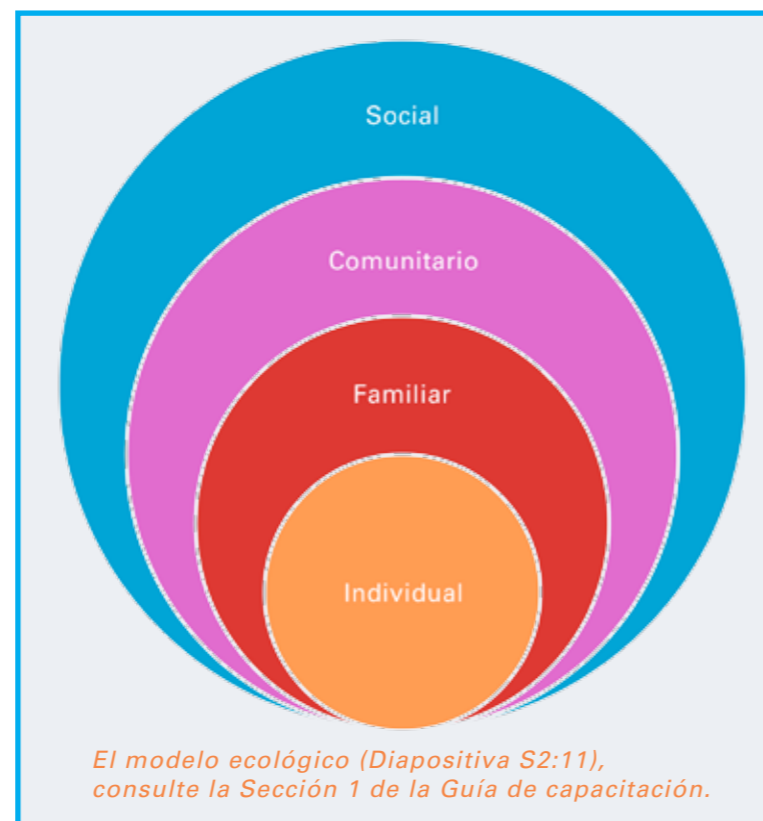 Social
Comunitario
Familiar
Individual
El modelo ecológico (Diapositiva S2:11),
consulte la Sección 1 de la Guía de capacitación.